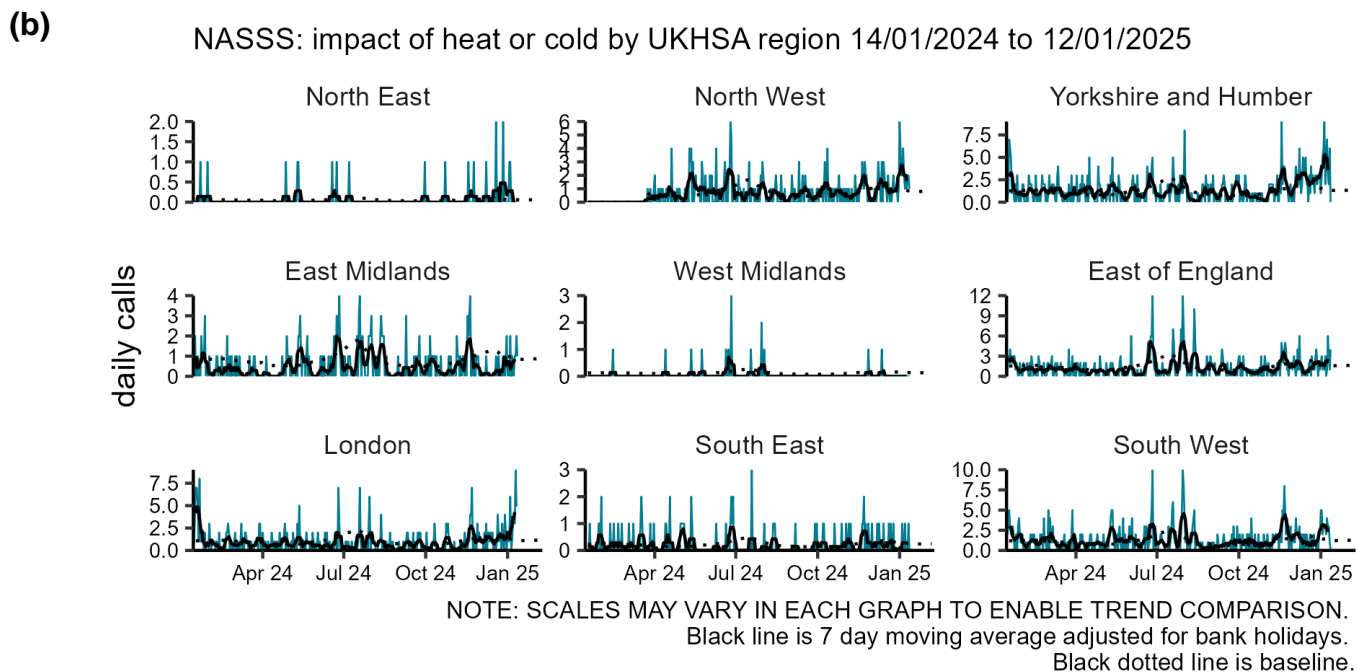 (b)
NASSS: impact of heat or cold by UKHSA region 14/01/2024 to 12/01/2025
North East
North West
Yorkshire and Humber
2.0
1.5
1.0
0.5
0.0
6
5
4
3
2
1
0
7.5
5.0
2.5
0.0
daily calls
East Midlands
West Midlands
East of England
4
3
2
1
0
3
2
1
0
12
9
6
3
0
London
South East
South West
7.5
5.0
2.5
0.0
3
2
1
0
10.0
7.5
5.0
2.5
0.0
Apr 24 Jul 24 Oct 24 Jan 25
Apr 24 Jul 24 Oct 24 Jan 25
Apr 24 Jul 24 Oct 24 Jan 25
NOTE: SCALES MAY VARY IN EACH GRAPH TO ENABLE TREND COMPARISON.
Black line is 7 day moving average adjusted for bank holidays.
Black dotted line is baseline.